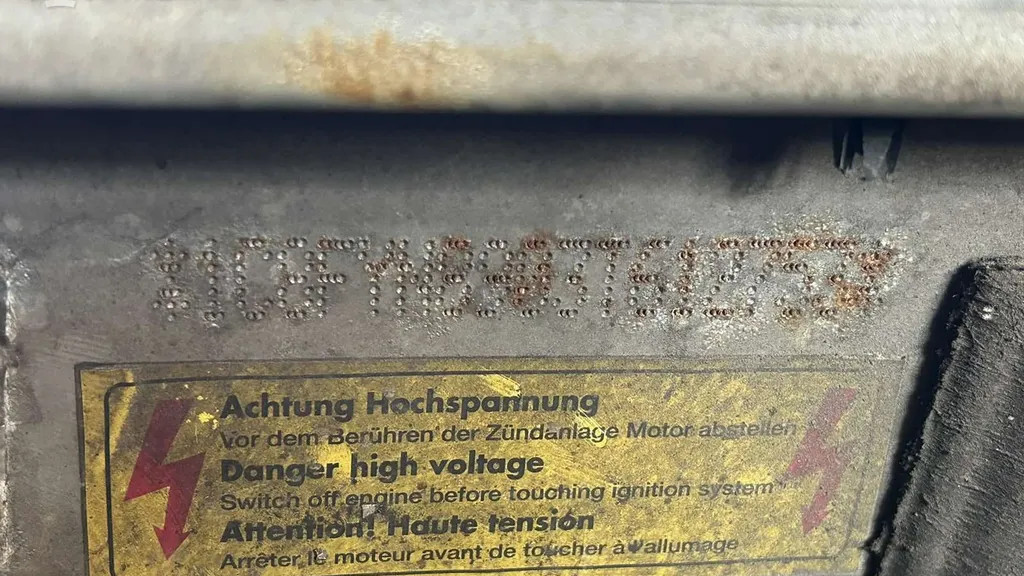 Achtung Hochspannung
Vor dem Berühren der Zündanlage Motor abstellen
Danger high voltage
Switch off engine before touching ignition system
Attention! Haute tension
Arrêter le moteur avant de toucher à l'allumage